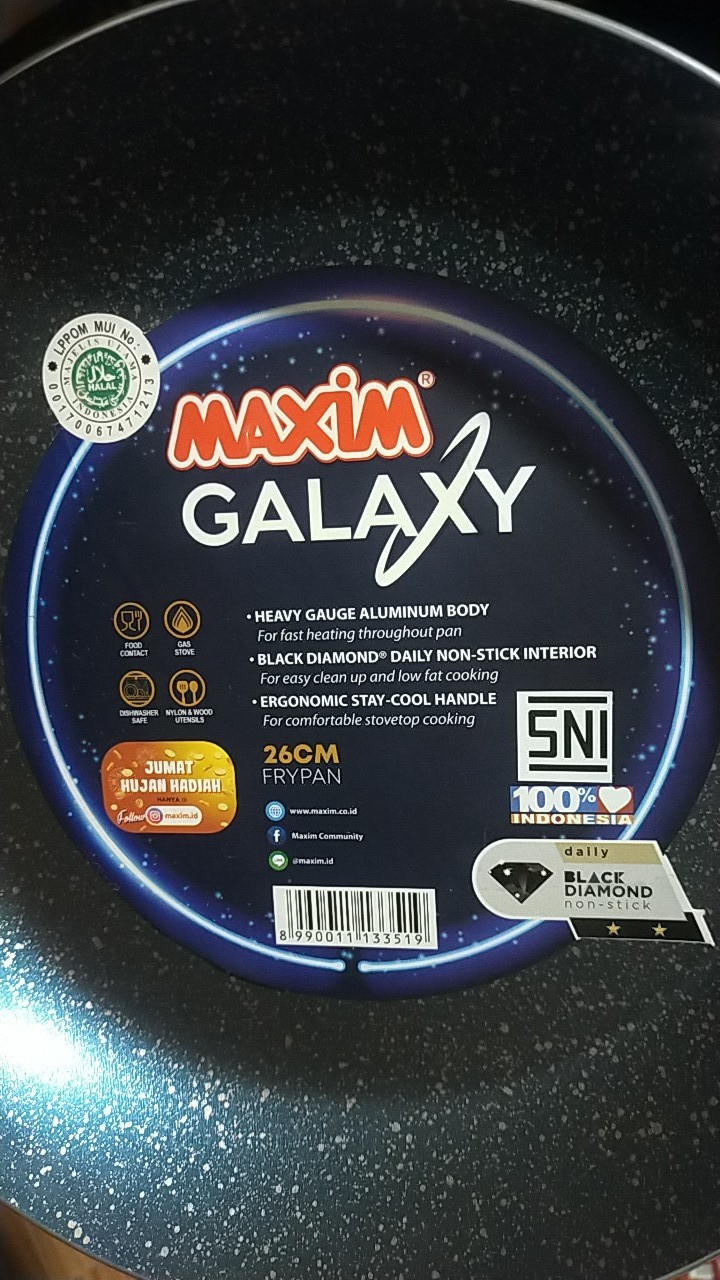 LPPOM MUI No:
MAJELIS ULAMA
HALAL
INDONESIA
00170067471213
MAXiM®
GALAXY
FOOD
CONTACT
GAS
STOVE
DISHWASHER
SAFE
NYLON & WOOD
UTENSILS
• HEAVY GAUGE ALUMINUM BODY
For fast heating throughout pan
• BLACK DIAMOND® DAILY NON-STICK INTERIOR
For easy clean up and low fat cooking
• ERGONOMIC STAY-COOL HANDLE
For comfortable stovetop cooking
26CM
FRYPAN
SNI
100%
INDONESIA
JUMAT
HUJAN HADIAH
HANYA DI
Follow maxim.id
www.maxim.co.id
Maxim Community
@maxim.id
daily
BLACK
DIAMOND
non-stick
8 990011 133519